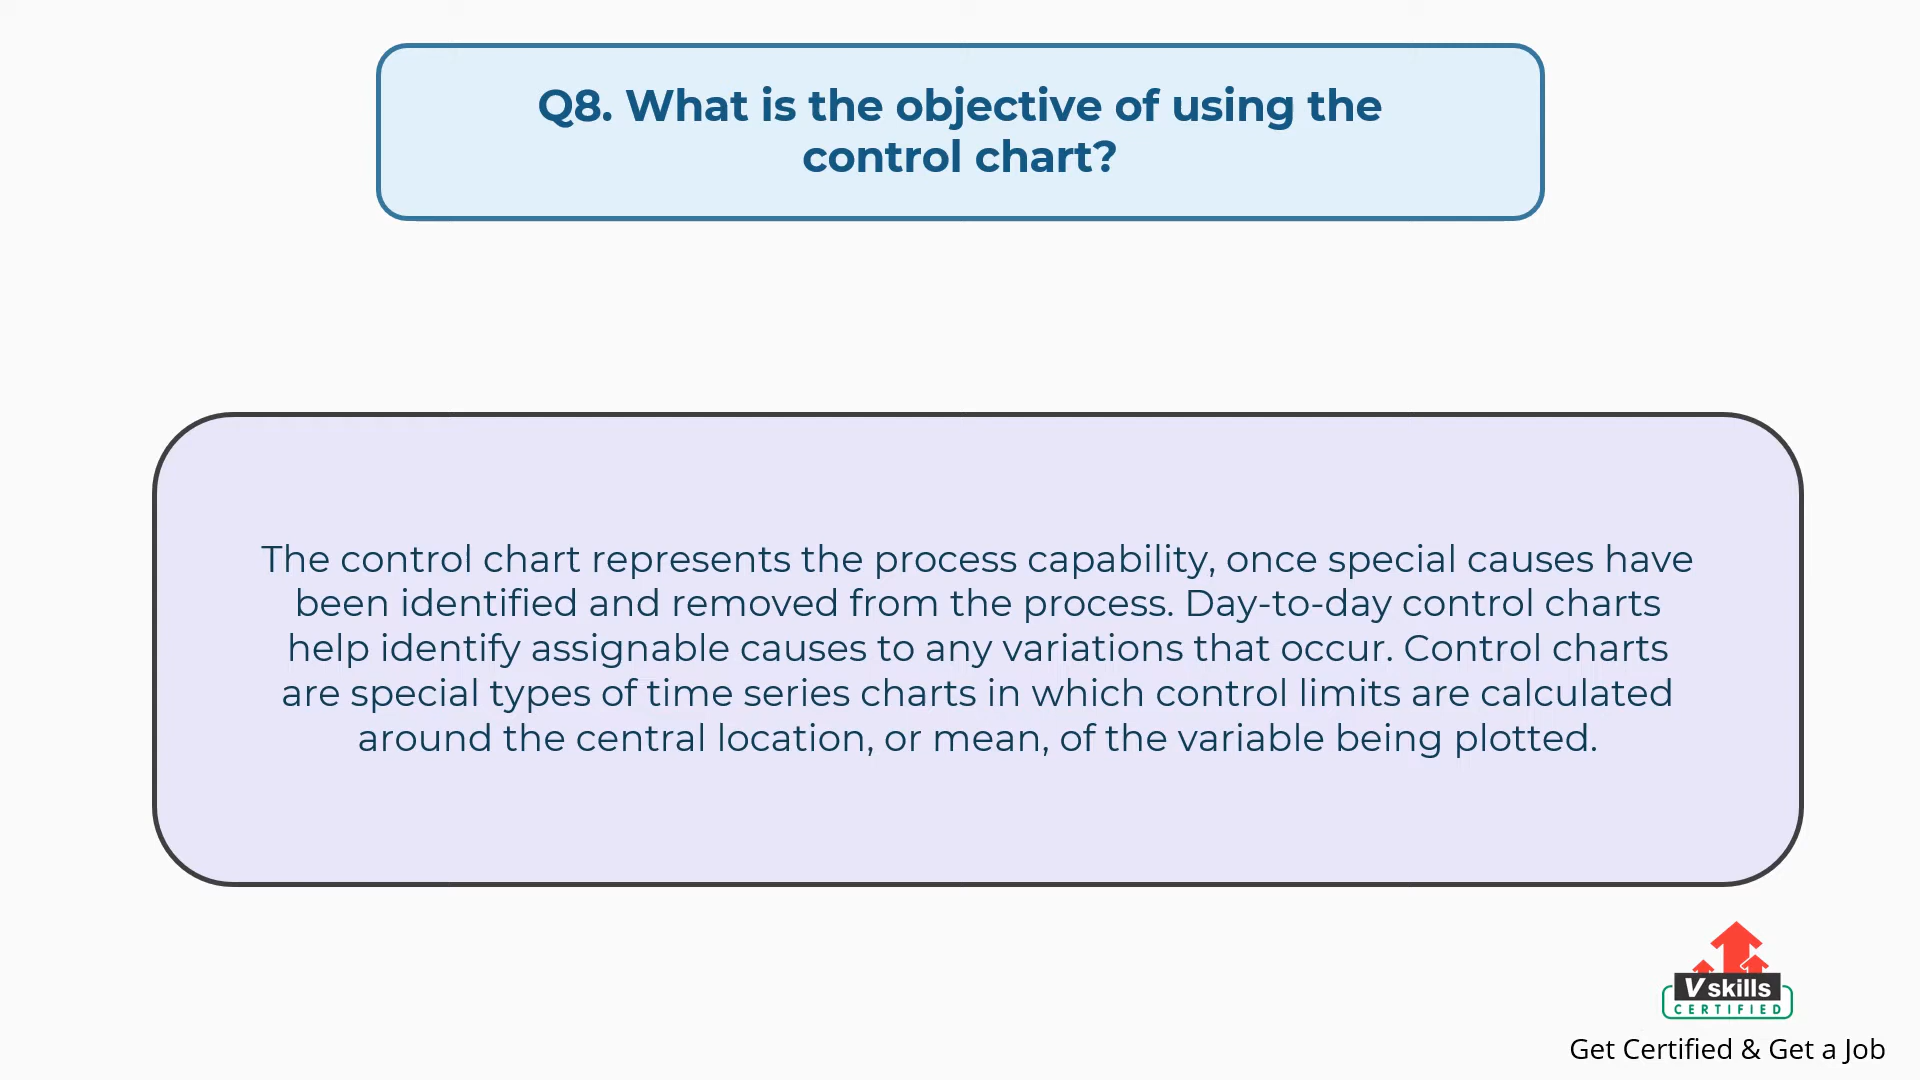 Q8. What is the objective of using the
control chart?
The control chart represents the process capability, once special causes have
been identified and removed from the process. Day-to-day control charts
help identify assignable causes to any variations that occur. Control charts
are special types of time series charts in which control limits are calculated
around the central location, or mean, of the variable being plotted.
Vskills
CERTIFIED
Get Certified & Get a Job